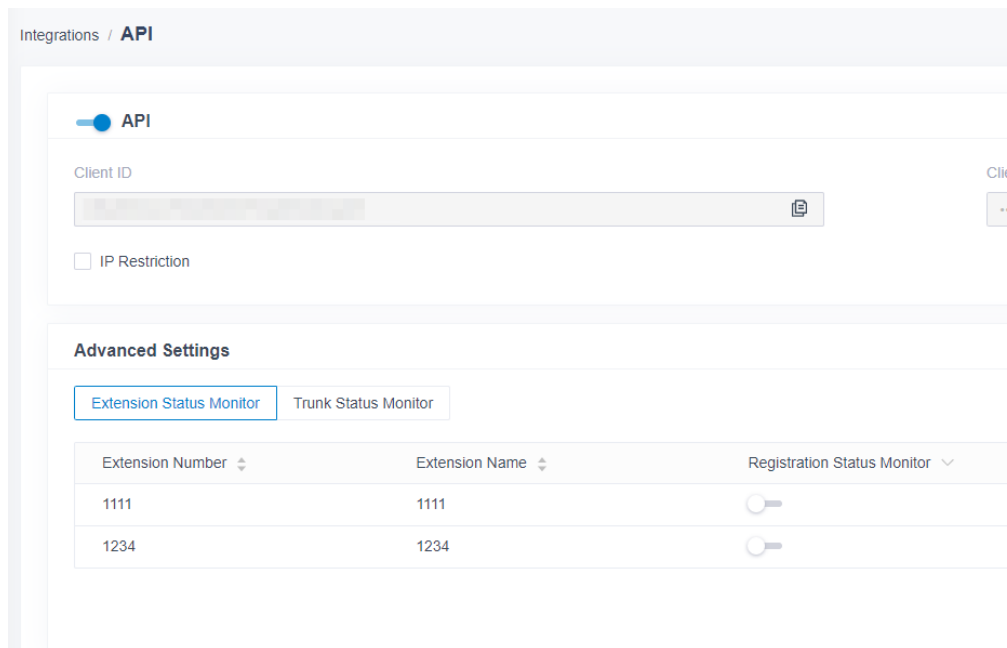 Integrations / API
API
Client ID
IP Restriction
Advanced Settings
Extension Status Monitor Trunk Status Monitor
Extension Number Extension Name Registration Status Monitor
1111 1111
1234 1234